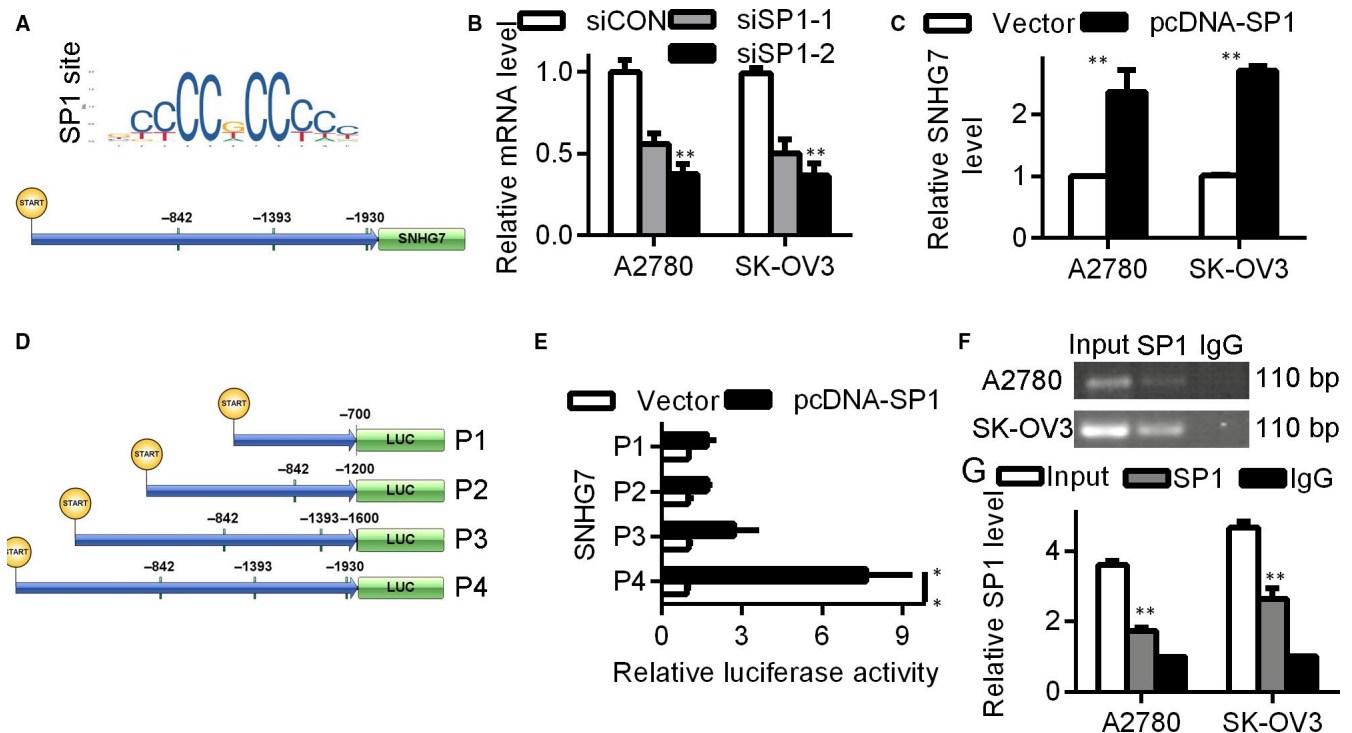 A
SP1 site
CCCCGCCCCC
START
−842
−1393
−1930
SNHG7
B
siCON
siSP1-1
siSP1-2
Relative mRNA level
1.0
0.5
0.0
**
**
A2780
SK-OV3
C
Vector
pcDNA-SP1
Relative SNHG7
level
2
1
0
**
**
A2780
SK-OV3
D
START
−700
LUC
P1
START
−842
−1200
LUC
P2
START
−842
−1393
−1600
LUC
P3
START
−842
−1393
−1930
LUC
P4
E
Vector
pcDNA-SP1
SNHG7
P1
P2
P3
P4
*
*
0 3 6 9
Relative luciferase activity
F
Input SP1 IgG
A2780
110 bp
SK-OV3
110 bp
G
Input
SP1
IgG
Relative SP1 level
4
2
0
**
**
A2780
SK-OV3